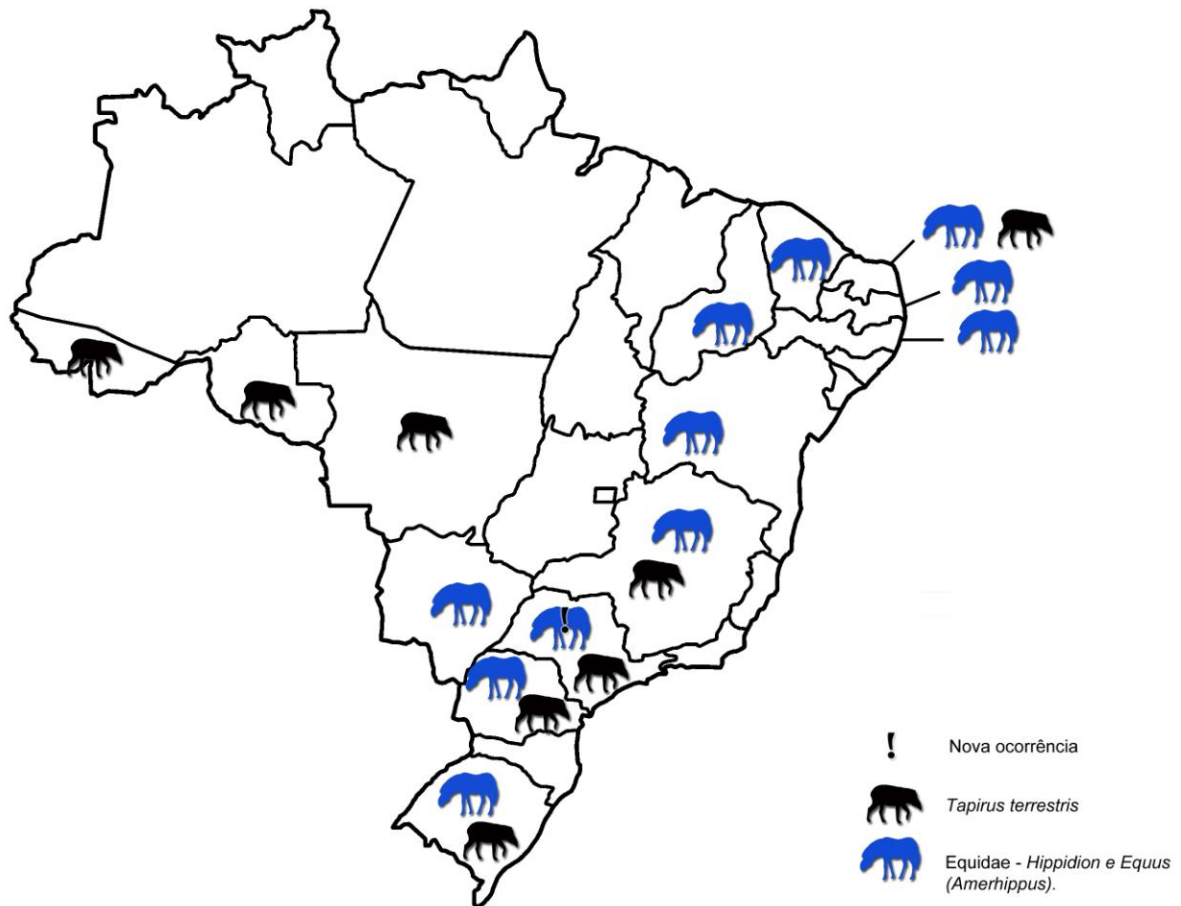 ! Nova ocorrência
Tapirus terrestris
Equidae - Hippidion e Equus
(Amerhippus).